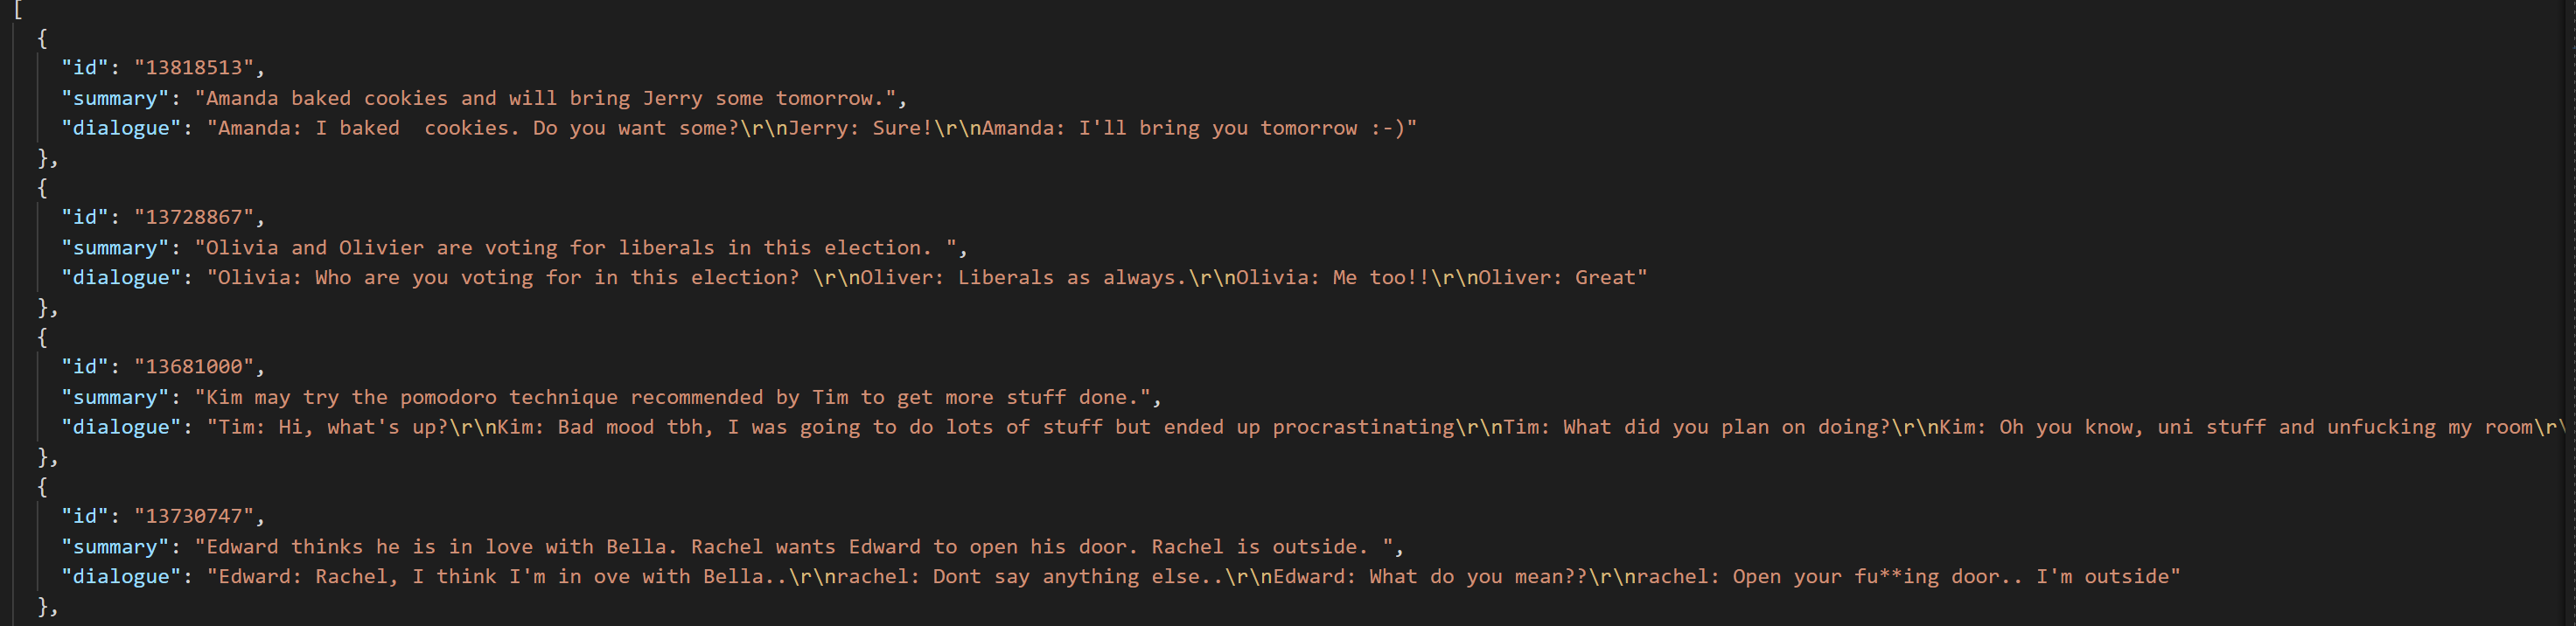 [
{
"id": "13818513",
"summary": "Amanda baked cookies and will bring Jerry some tomorrow.",
"dialogue": "Amanda: I baked  cookies. Do you want some?\r\nJerry: Sure!\r\nAmanda: I'll bring you tomorrow :-)"
},
{
"id": "13728867",
"summary": "Olivia and Olivier are voting for liberals in this election. ",
"dialogue": "Olivia: Who are you voting for in this election? \r\nOliver: Liberals as always.\r\nOlivia: Me too!!\r\nOliver: Great"
},
{
"id": "13681000",
"summary": "Kim may try the pomodoro technique recommended by Tim to get more stuff done.",
"dialogue": "Tim: Hi, what's up?\r\nKim: Bad mood tbh, I was going to do lots of stuff but ended up procrastinating\r\nTim: What did you plan on doing?\r\nKim: Oh you know, uni stuff and unfucking my room\r\
},
{
"id": "13730747",
"summary": "Edward thinks he is in love with Bella. Rachel wants Edward to open his door. Rachel is outside. ",
"dialogue": "Edward: Rachel, I think I'm in ove with Bella..\r\nrachel: Dont say anything else..\r\nEdward: What do you mean??\r\nrachel: Open your fu**ing door.. I'm outside"
},